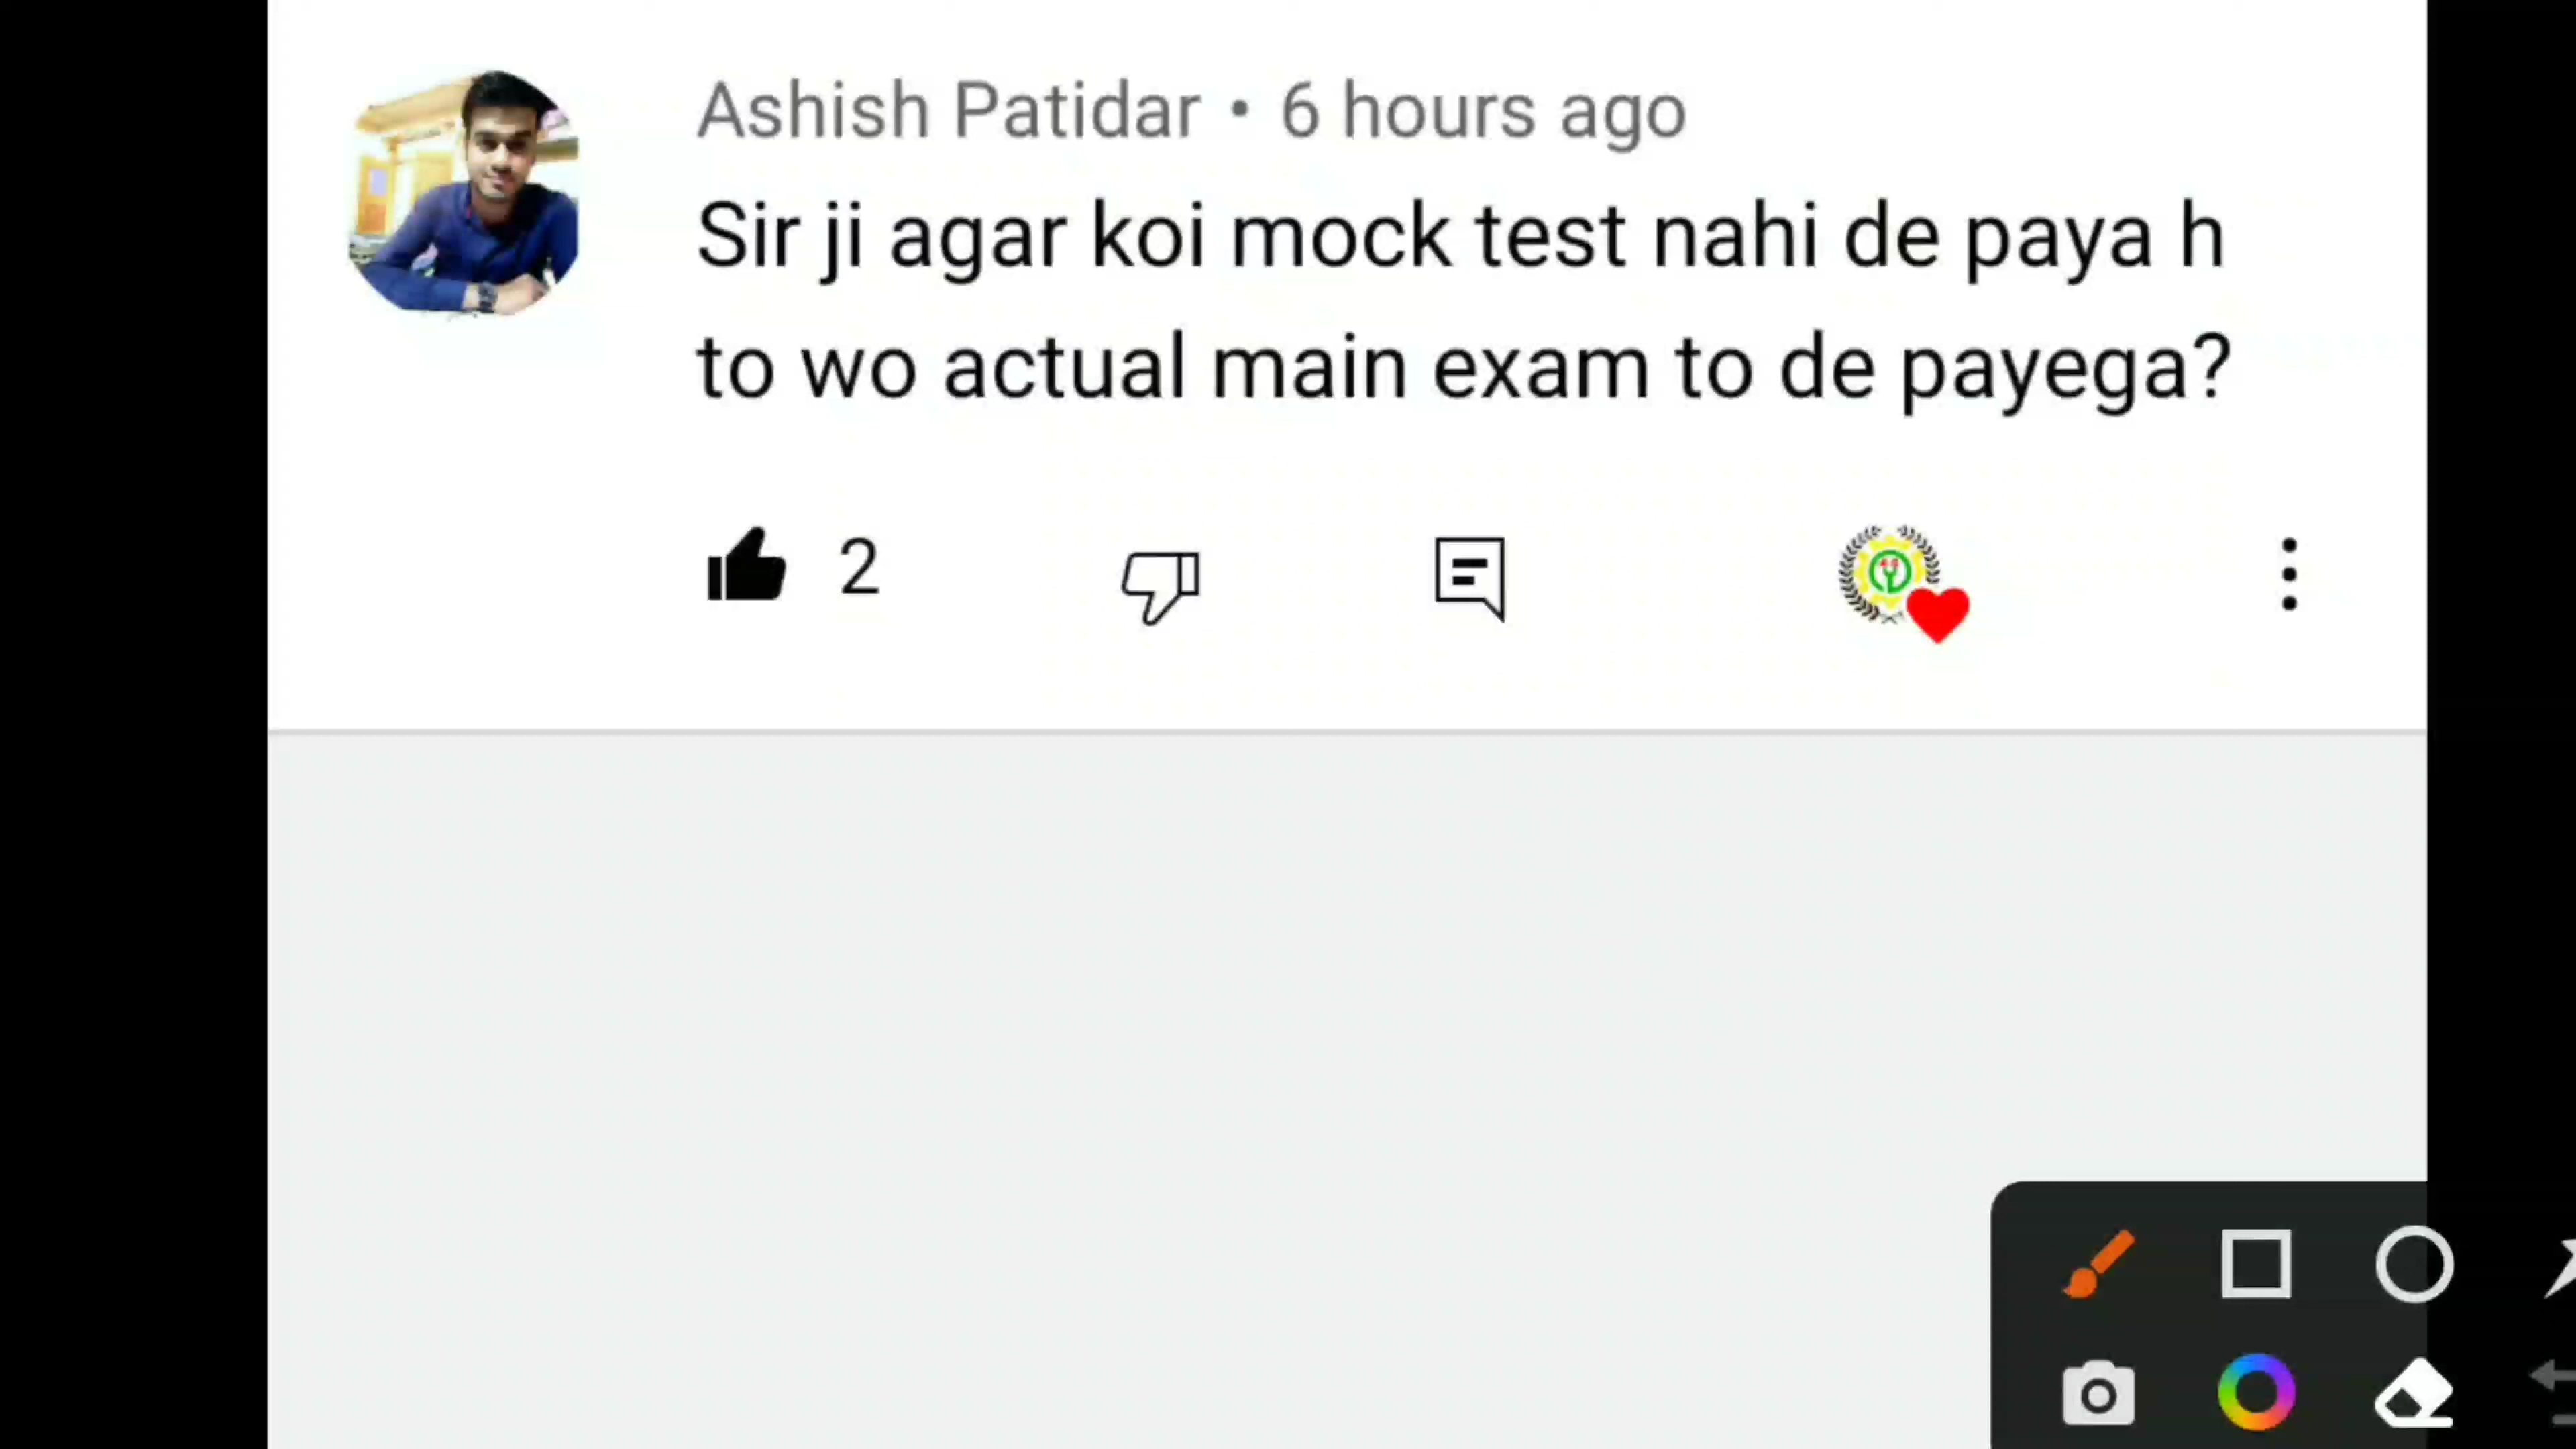 Ashish Patidar • 6 hours ago
Sir ji agar koi mock test nahi de paya h
to wo actual main exam to de payega?
2